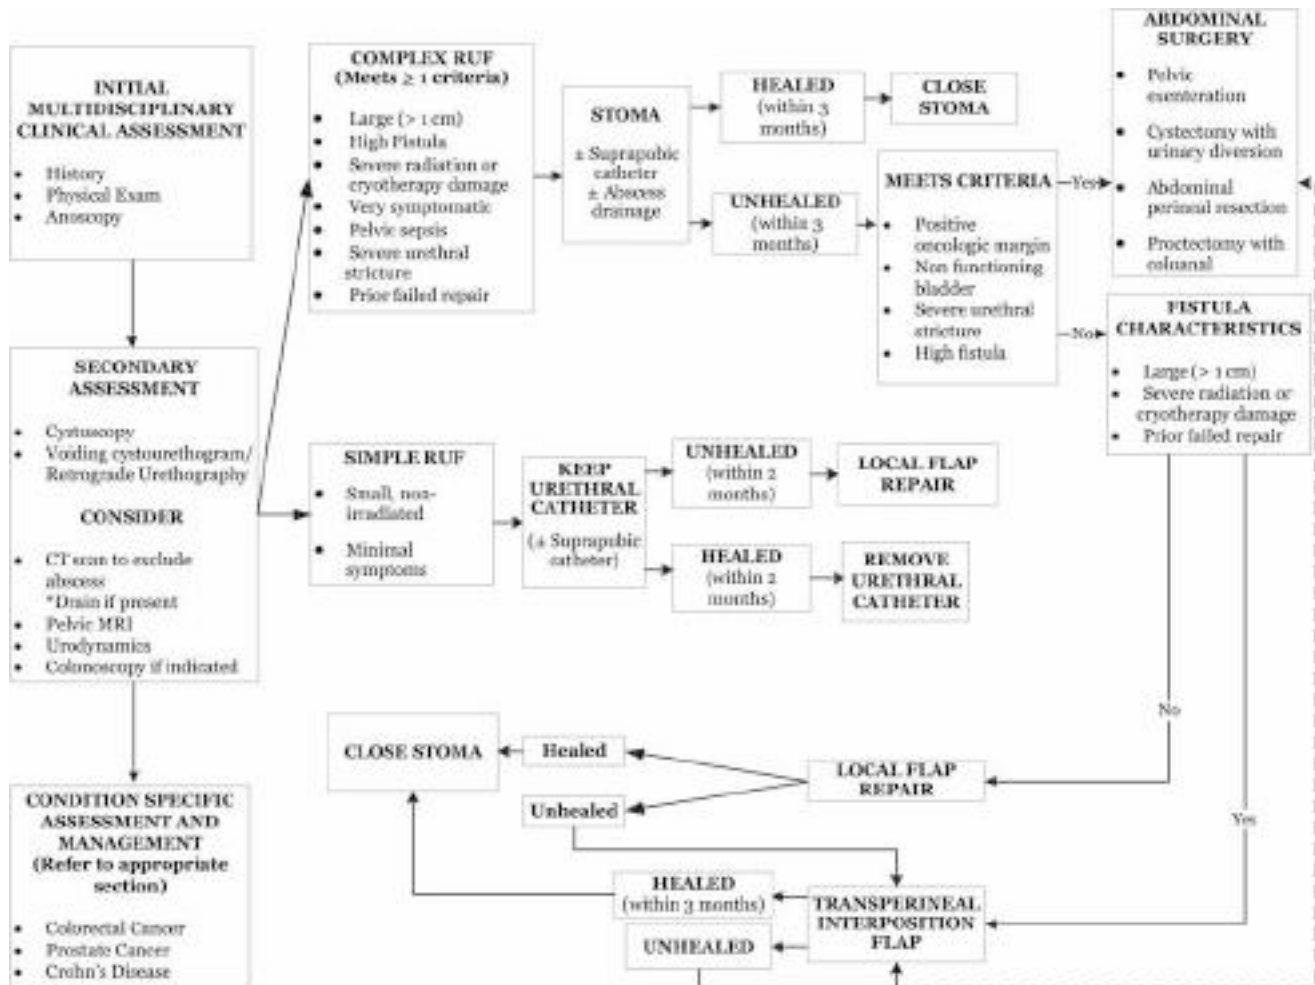 INITIAL
MULTIDISCIPLINARY
CLINICAL ASSESSMENT
• History
• Physical Exam
• Anoscopy
SECONDARY
ASSESSMENT
• Cystoscopy
• Voiding cystourethogram/
Retrograde Urethography
CONSIDER
• CT scan to exclude
abscess
*Drain if present
• Pelvic MRI
• Urodynamics
• Colonoscopy if indicated
CONDITION SPECIFIC
ASSESSMENT AND
MANAGEMENT
(Refer to appropriate
section)
• Colorectal Cancer
• Prostate Cancer
• Crohn's Disease
COMPLEX RUF
(Meets ≥ 1 criteria)
• Large (> 1 cm)
• High Fistula
• Severe radiation or
cryotherapy damage
• Very symptomatic
• Pelvic sepsis
• Severe urethral
stricture
• Prior failed repair
STOMA
± Suprapubic
catheter
± Abscess
drainage
HEALED
(within 3
months)
CLOSE
STOMA
UNHEALED
(within 3
months)
MEETS CRITERIA
• Positive
oncologic margin
• Non functioning
bladder
• Severe urethral
stricture
• High fistula
Yes
No
ABDOMINAL
SURGERY
• Pelvic
exenteration
• Cystectomy with
urinary diversion
• Abdominal
perineal resection
• Proctectomy with
coloanal
FISTULA
CHARACTERISTICS
• Large (> 1 cm)
• Severe radiation or
cryotherapy damage
• Prior failed repair
SIMPLE RUF
• Small, non-
irradiated
• Minimal
symptoms
KEEP
URETHRAL
CATHETER
(± Suprapubic
catheter)
UNHEALED
(within 2
months)
LOCAL FLAP
REPAIR
HEALED
(within 2
months)
REMOVE
URETHRAL
CATHETER
No
Yes
CLOSE STOMA
Healed
Unhealed
LOCAL FLAP
REPAIR
HEALED
(within 3 months)
UNHEALED
TRANSPERINEAL
INTERPOSITION
FLAP